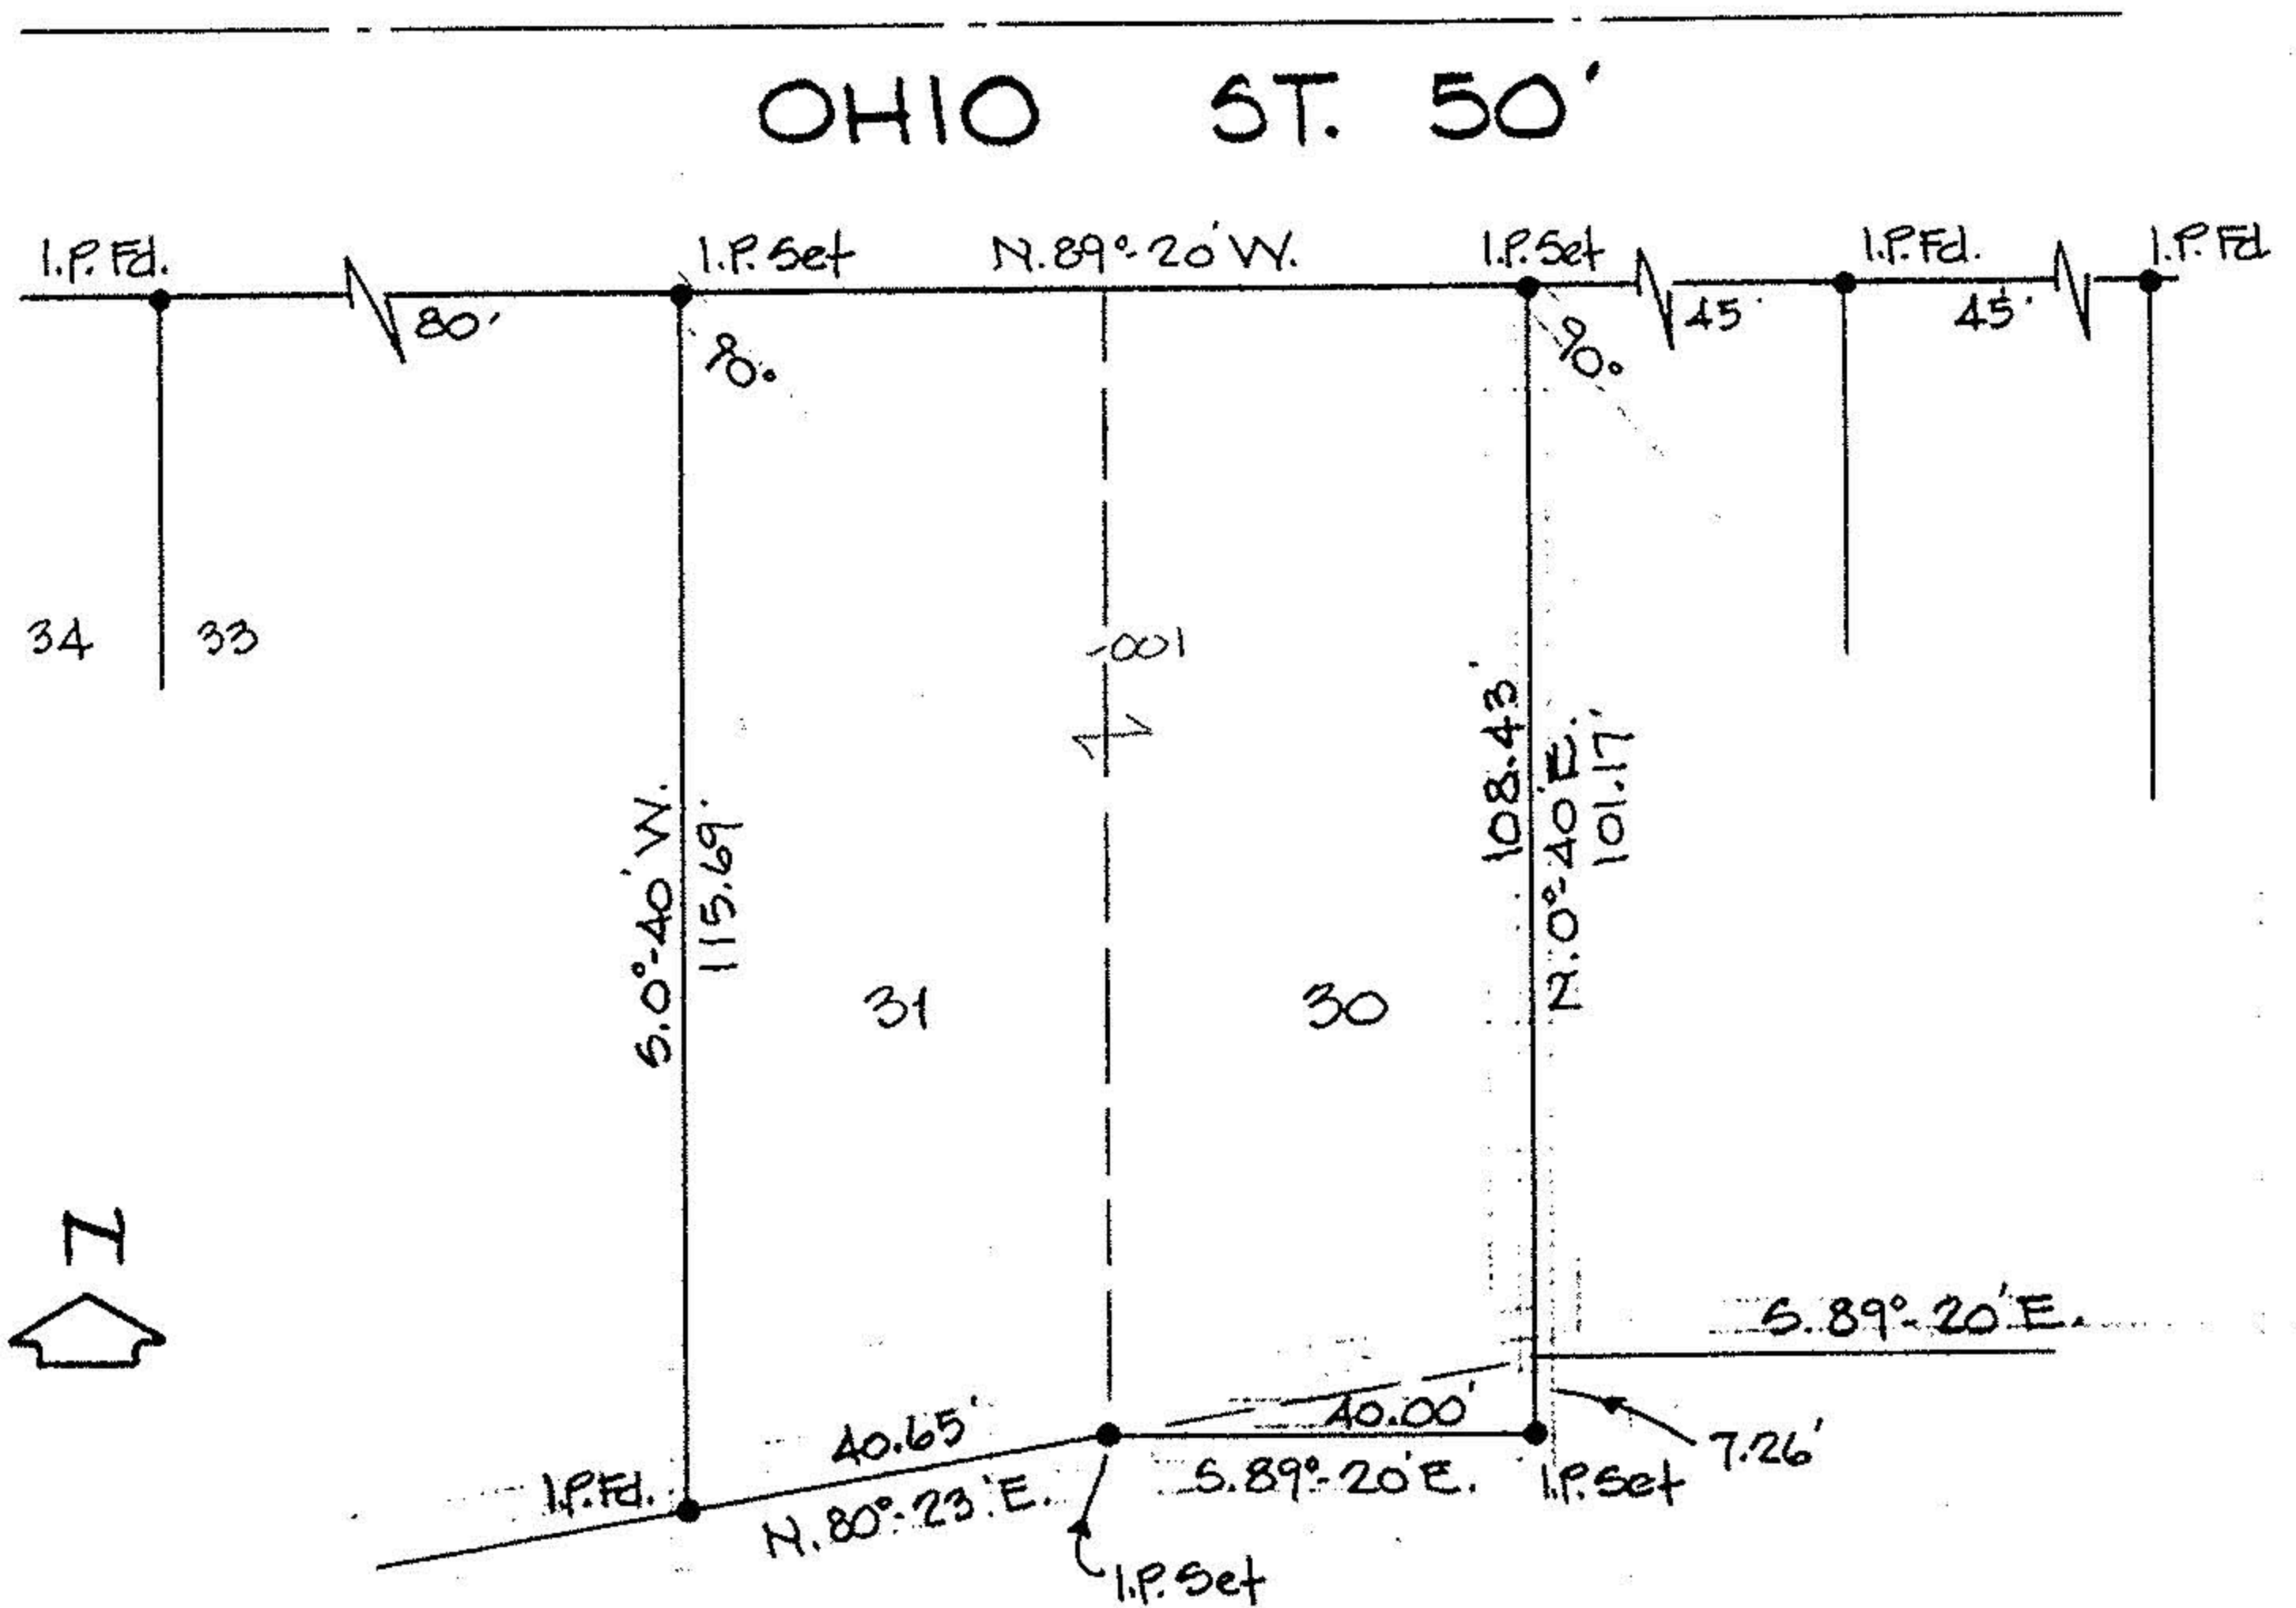 OHIO ST. 50'
I.P. Fd.
I.P. Set
N. 89°-20' W.
I.P. Set
I.P. Fd.
I.P. Fd
80'
45'
45'
90°
90°
34
33
100'
N
S. 0°-40' W.
115.69'
108.43'
N. 0°-40' E.
101.17'
31
30
N
S. 89°-20' E.
40.65'
40.00'
7.26'
I.P. Fd.
N. 80°-23' E.
S. 89°-20' E.
I.P. Set
I.P. Set